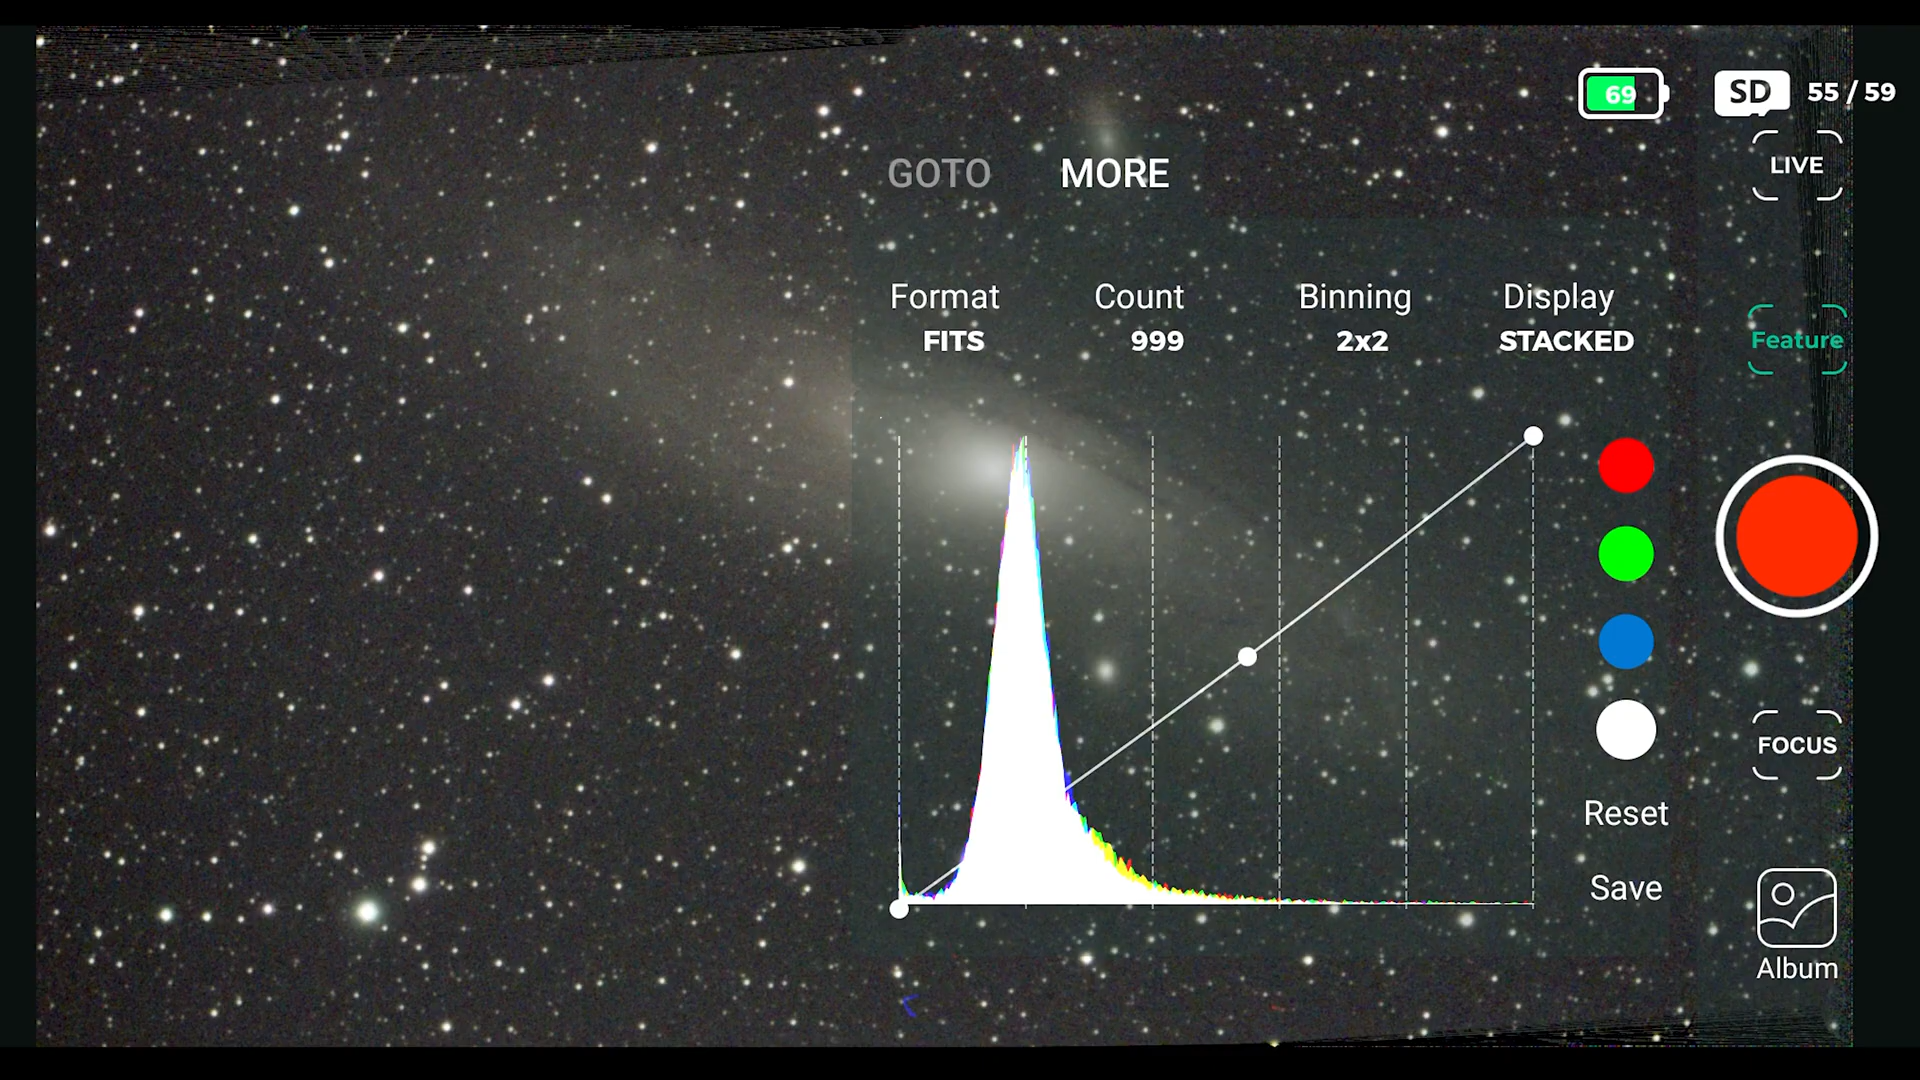 69 SD 55 / 59
LIVE
GOTO MORE
Format Count Binning Display
FITS 999 2x2 STACKED
Feature
FOCUS
Reset
Save
Album